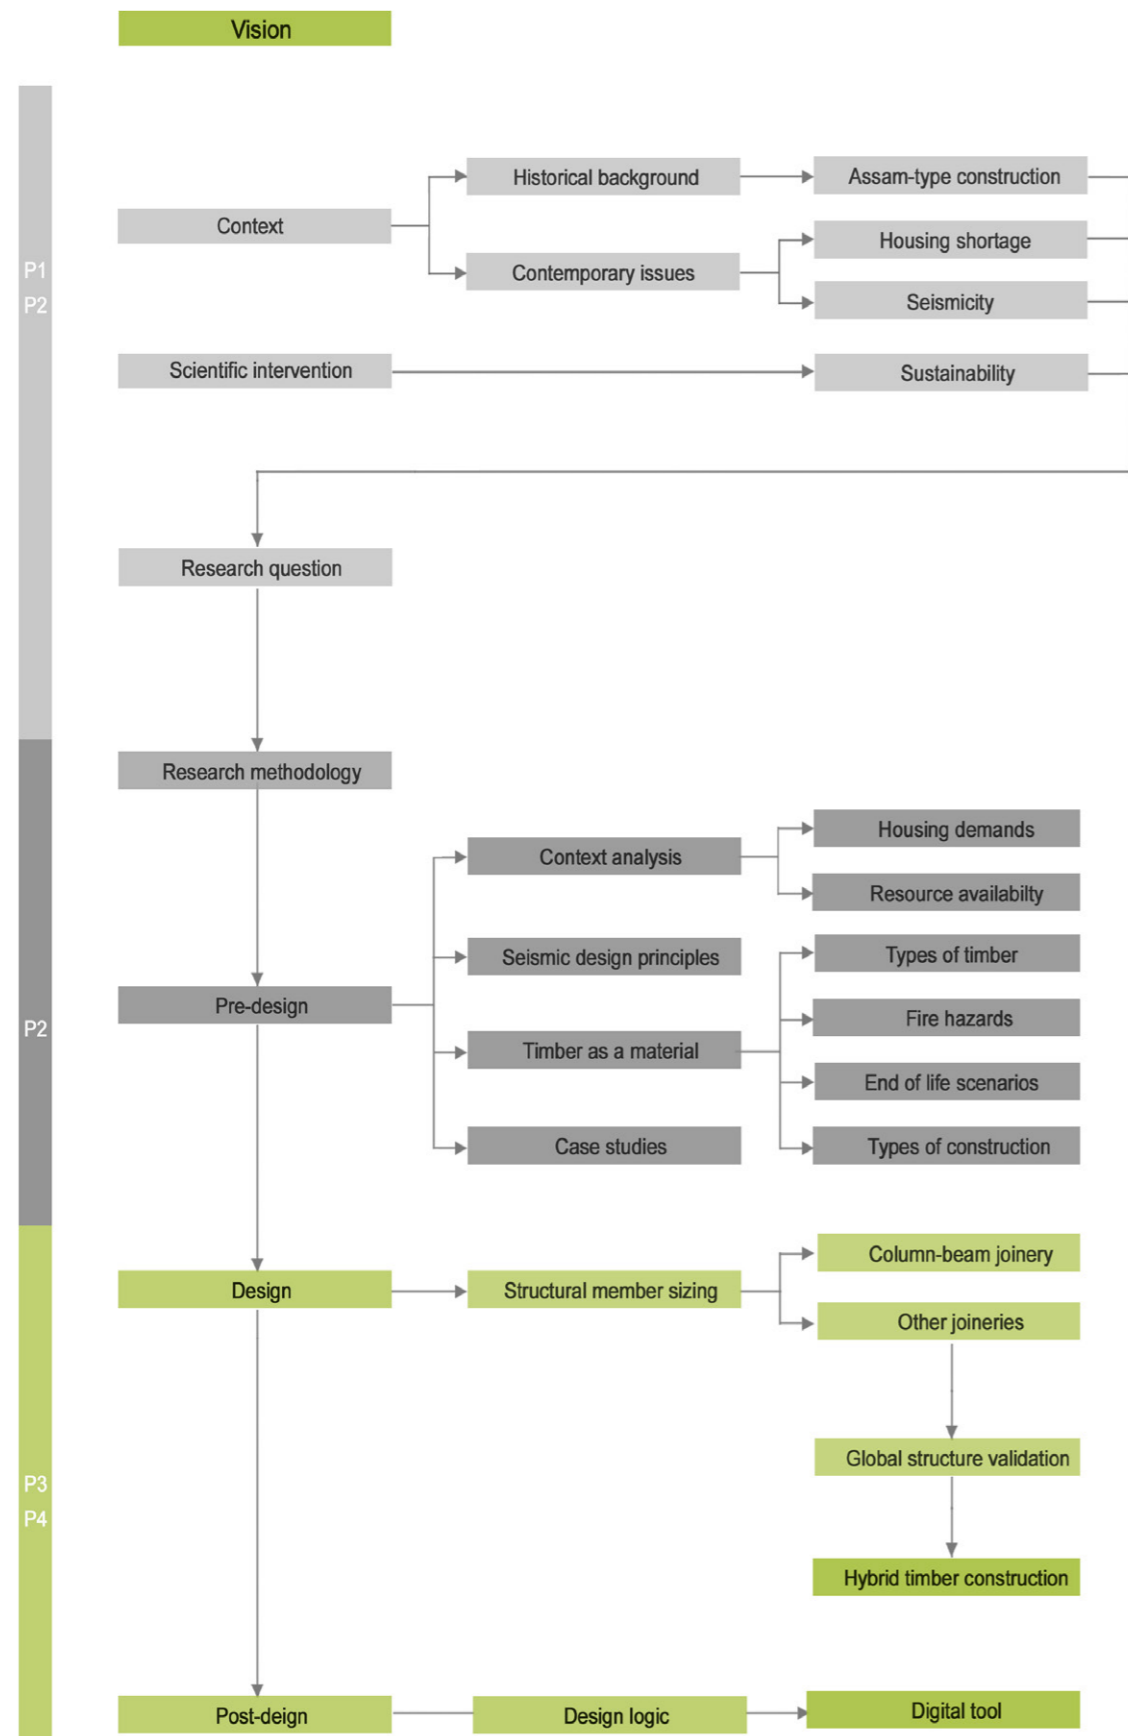 Vision
P1
P2
Context
Historical background
Assam-type construction
Contemporary issues
Housing shortage
Seismicity
Scientific intervention
Sustainability
Research question
Research methodology
P2
Pre-design
Context analysis
Housing demands
Resource availabilty
Seismic design principles
Timber as a material
Types of timber
Fire hazards
End of life scenarios
Types of construction
Case studies
P3
P4
Design
Structural member sizing
Column-beam joinery
Other joineries
Global structure validation
Hybrid timber construction
Post-deign
Design logic
Digital tool